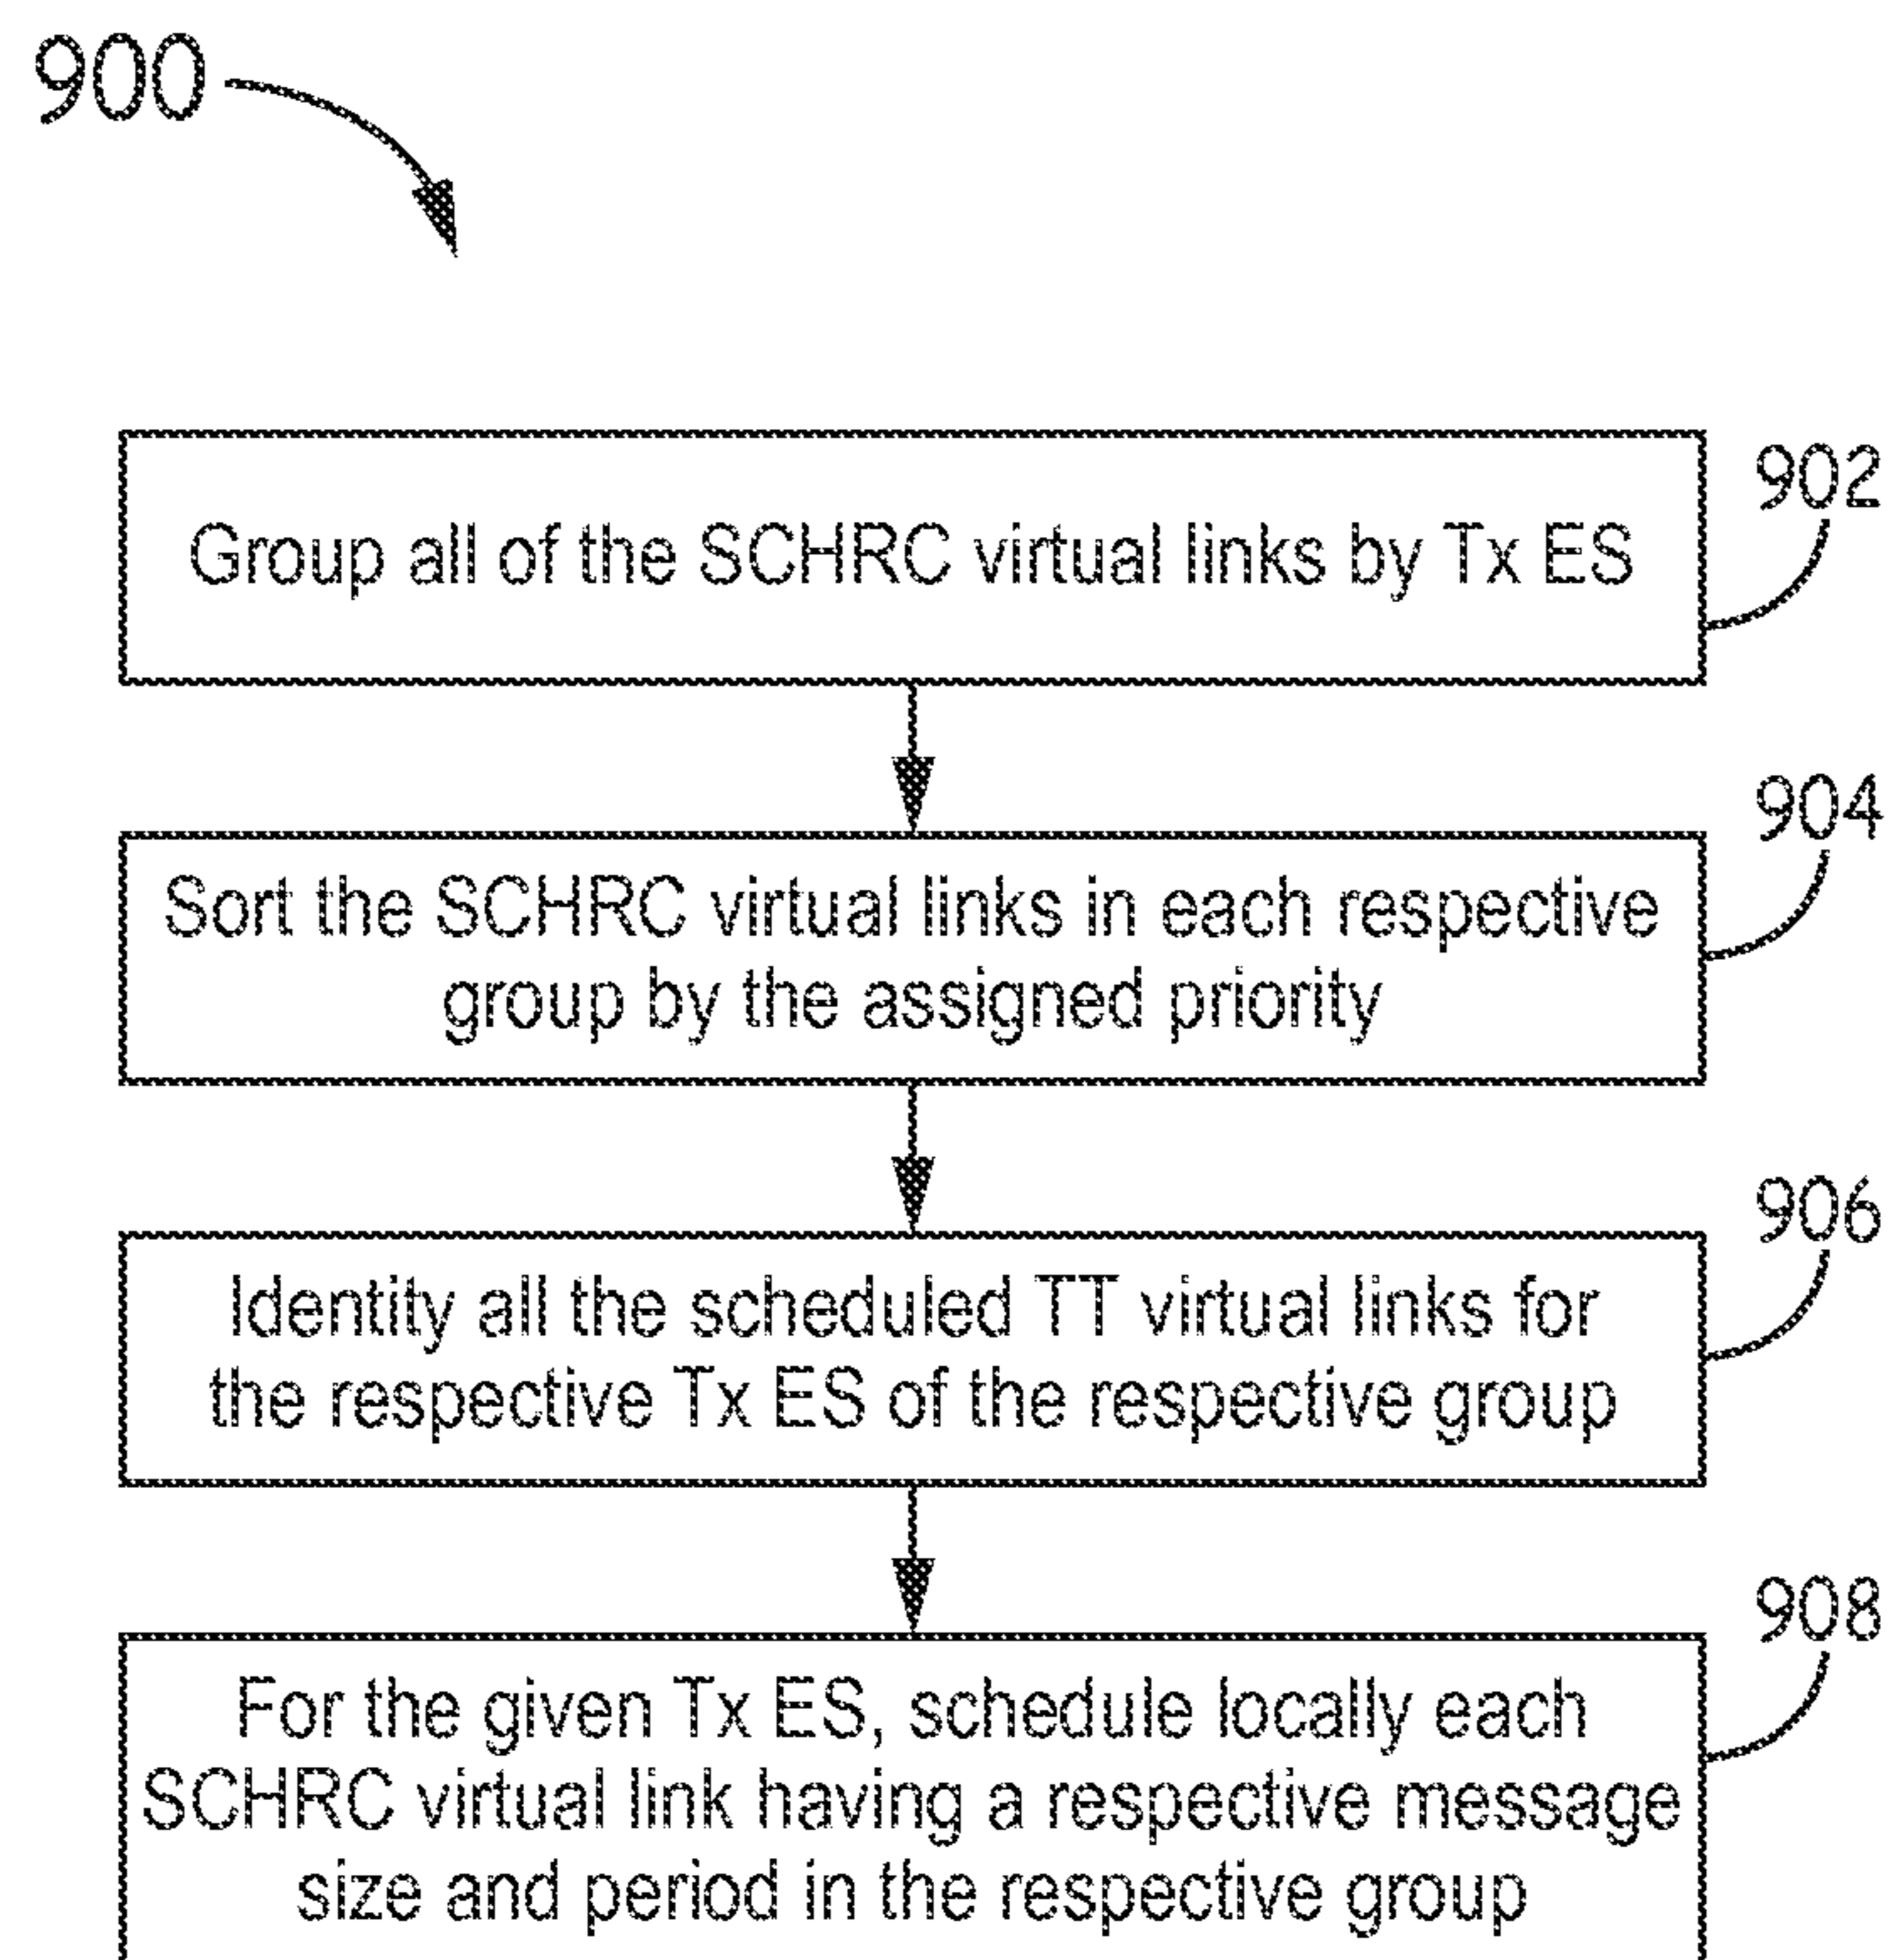 900
902
Group all of the SCHRC virtual links by Tx ES
904
Sort the SCHRC virtual links in each respective
group by the assigned priority
906
Identity all the scheduled TT virtual links for
the respective Tx ES of the respective group
908
For the given Tx ES, schedule locally each
SCHRC virtual link having a respective message
size and period in the respective group